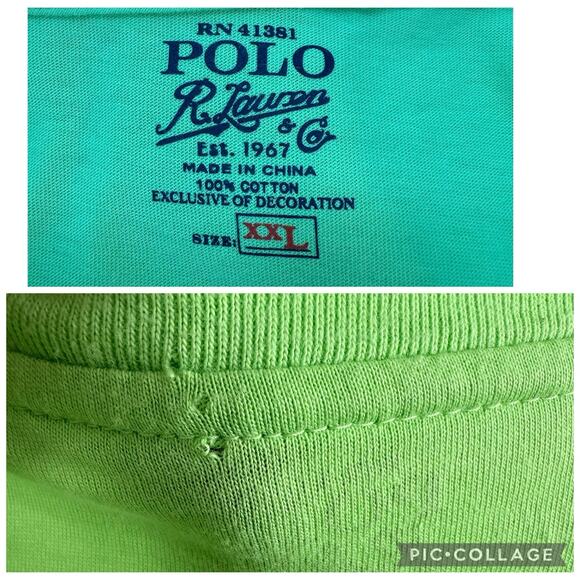 RN 41381
POLO
R. Lauren
& Co
Est. 1967
MADE IN CHINA
100% COTTON
EXCLUSIVE OF DECORATION
SIZE: XXL
PIC•COLLAGE